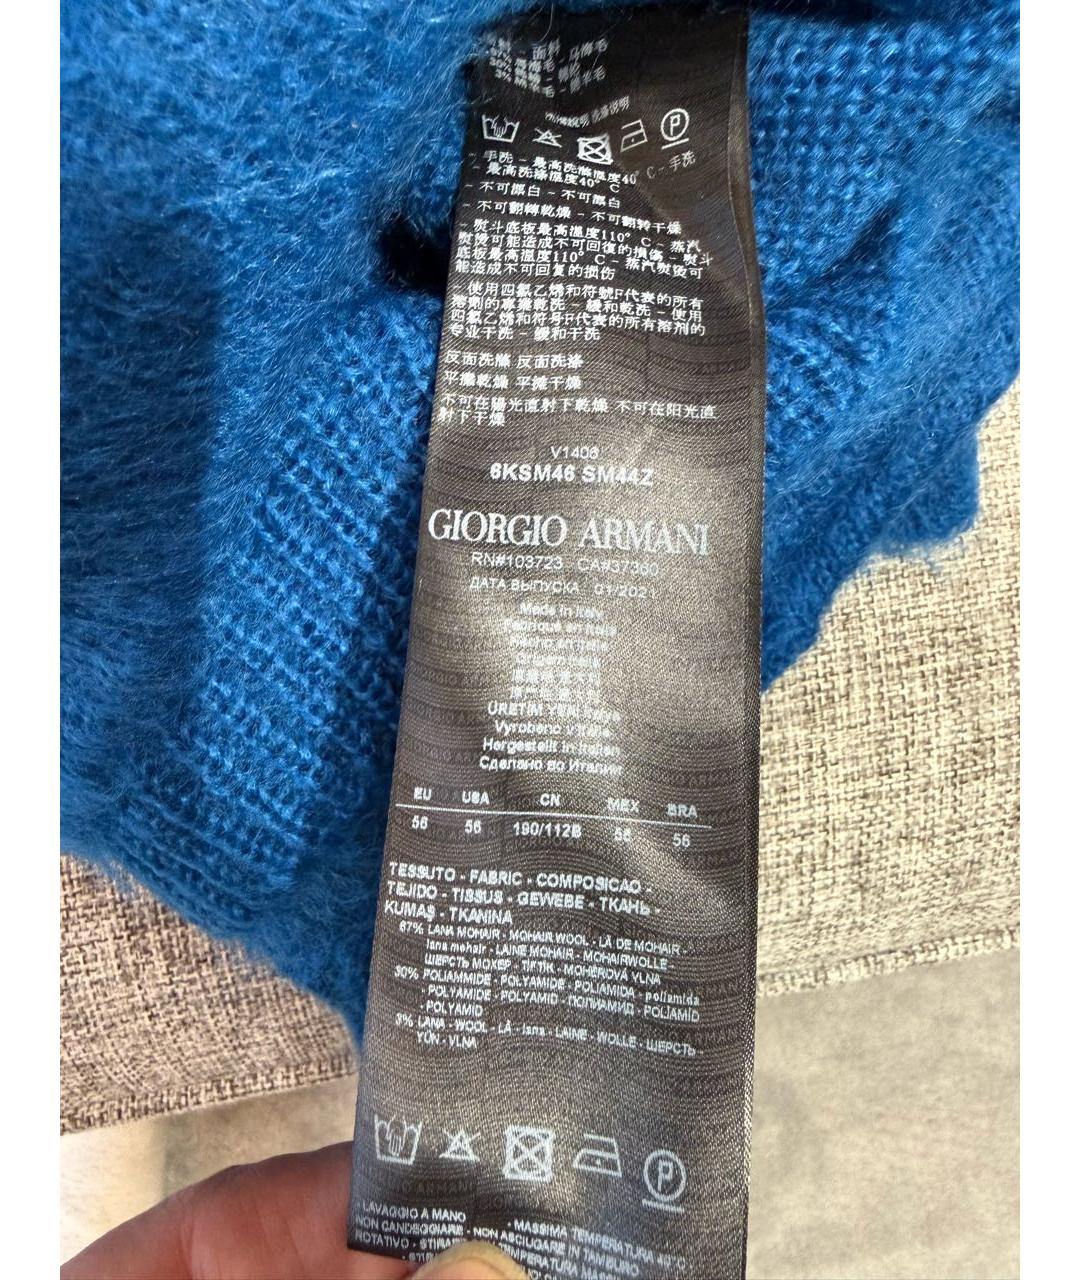 - 手洗 - 最高洗滌溫度40° C - 手洗
- 最高洗涤温度40° C
- 不可漂白 - 不可漂白
- 不可翻轉乾燥 - 不可翻转干燥
- 熨斗底板最高溫度110° C - 蒸汽
熨燙可能造成不可回復的損傷 - 熨斗
底板最高温度110° C - 蒸汽熨烫可
能造成不可回复的损伤
- 使用四氯乙烯和符號F代表的所有
溶劑的專業乾洗 - 緩和乾洗 - 使用
四氯乙烯和符号F代表的所有溶剂的
专业干洗 - 缓和干洗
反面洗滌 反面洗涤
平攤乾燥 平摊干燥
不可在陽光直射下乾燥 不可在阳光直
射下干燥
V1406
6KSM46 SM44Z
GIORGIO ARMANI
RN#103723 CA#37380
ДАТА ВЫПУСКА 01/2021
Made in Italy
ÜRETİM YERİ
Vyrobeno v Itálii
Hergestellt in Italien
Сделано во Италии
EU USA CN MEX BRA
56 56 190/112B 56 56
TESSUTO - FABRIC - COMPOSICAO -
TEJIDO - TISSUS - GEWEBE - ТКАНЬ -
KUMAŞ - TKANINA
67% LANA MOHAIR - MOHAIR WOOL - LÃ DE MOHAIR -
lana mohair - LAINE MOHAIR - MOHAIRWOLLE -
ШЕРСТЬ МОХЕР - TİFTİK - MOHÉROVÁ VLNA
30% POLIAMMIDE - POLYAMIDE - POLIAMIDA - poliamida
- POLYAMIDE - POLYAMID - ПОЛИАМИД - POLİAMİD
- POLYAMID
3% LANA - WOOL - LÃ - lana - LAINE - WOLLE - ШЕРСТЬ -
YÜN - VLNA
P
- LAVAGGIO A MANO - MASSIMA TEMPERATURA 40°C
NON CANDEGGIARE - NON ASCIUGARE IN TAMBURO
ROTATIVO